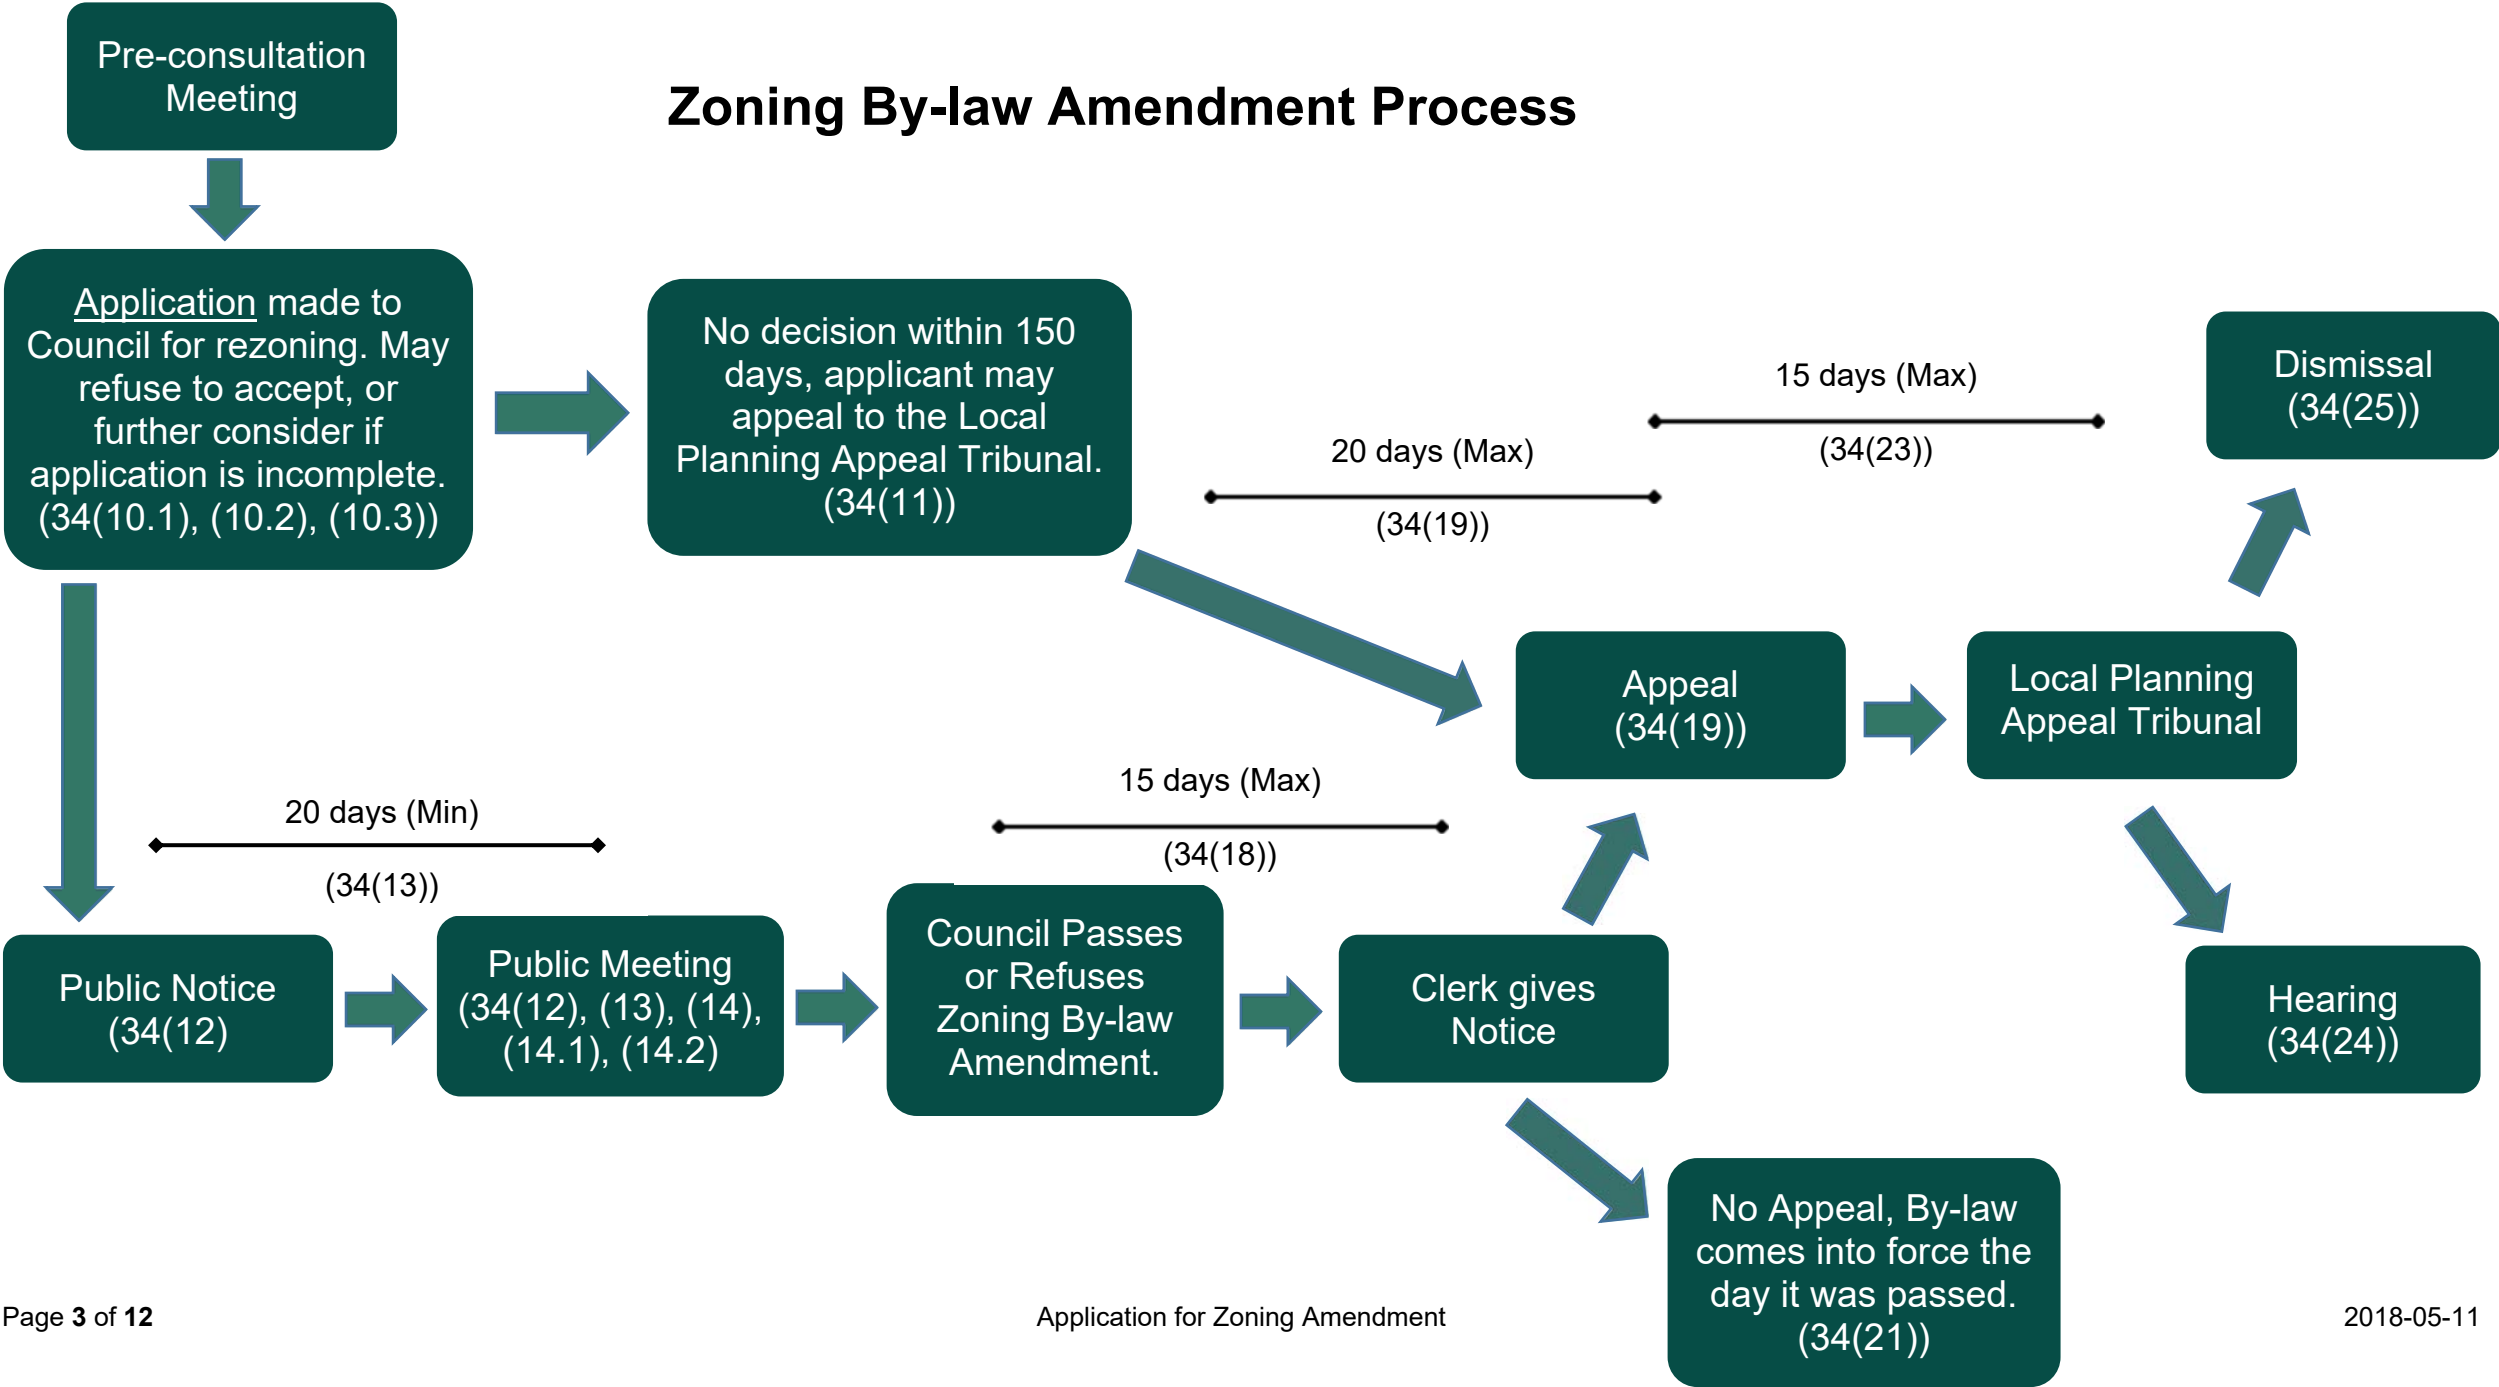 Pre-consultation
Meeting
Zoning By-law Amendment Process
Application made to
Council for rezoning. May
refuse to accept, or
further consider if
application is incomplete.
(34(10.1), (10.2), (10.3))
No decision within 150
days, applicant may
appeal to the Local
Planning Appeal Tribunal.
(34(11))
20 days (Max)
(34(19))
15 days (Max)
(34(23))
Dismissal
(34(25))
Appeal
(34(19))
Local Planning
Appeal Tribunal
20 days (Min)
(34(13))
15 days (Max)
(34(18))
Public Notice
(34(12)
Public Meeting
(34(12), (13), (14),
(14.1), (14.2)
Council Passes
or Refuses
Zoning By-law
Amendment.
Clerk gives
Notice
Hearing
(34(24))
No Appeal, By-law
comes into force the
day it was passed.
(34(21))
Page 3 of 12
Application for Zoning Amendment
2018-05-11